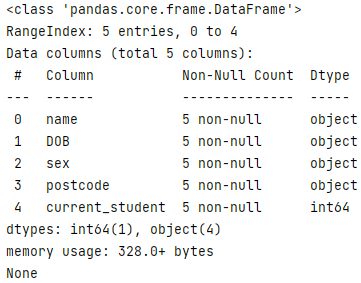 <class 'pandas.core.frame.DataFrame'>
RangeIndex: 5 entries, 0 to 4
Data columns (total 5 columns):
 #   Column           Non-Null Count  Dtype
---  ------           --------------  -----
 0   name             5 non-null      object
 1   DOB              5 non-null      object
 2   sex              5 non-null      object
 3   postcode         5 non-null      object
 4   current_student  5 non-null      int64
dtypes: int64(1), object(4)
memory usage: 328.0+ bytes
None